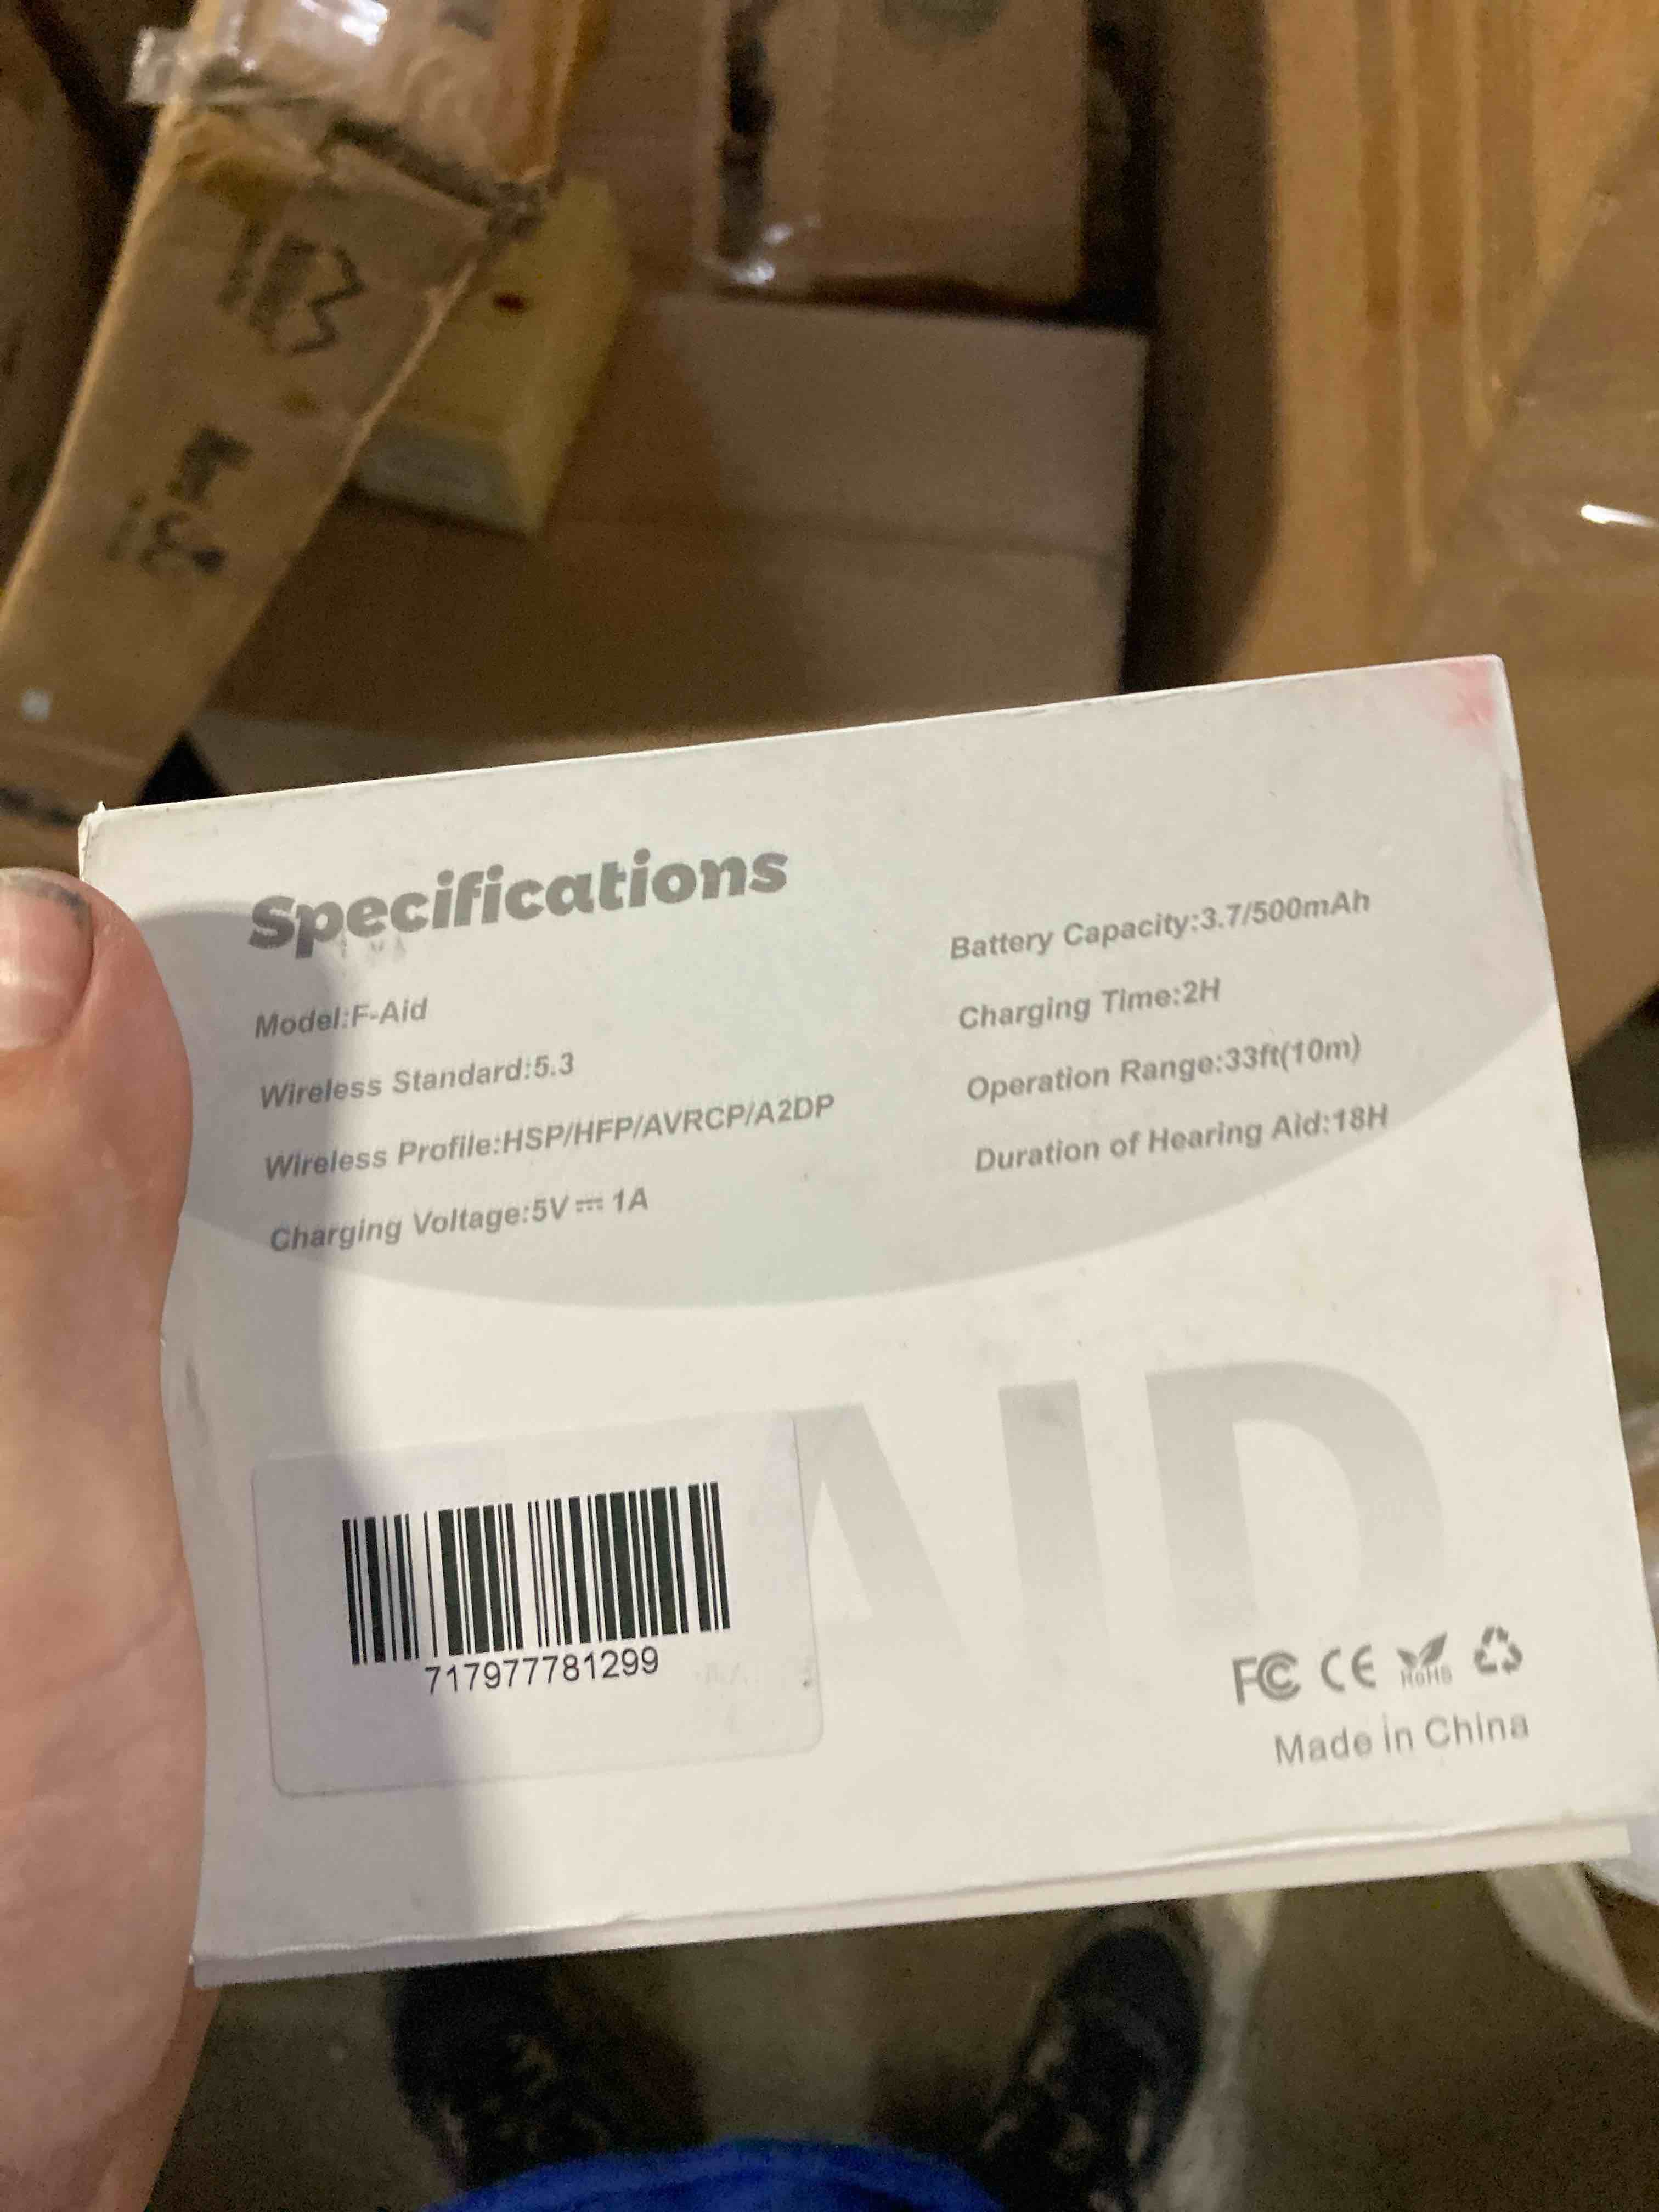 Specifications
Model:F-Aid
Wireless Standard:5.3
Wireless Profile:HSP/HFP/AVRCP/A2DP
Charging Voltage:5V⎓1A
Battery Capacity:3.7/500mAh
Charging Time:2H
Operation Range:33ft(10m)
Duration of Hearing Aid:18H
AID
717977781299
FC CE RoHS
Made in China